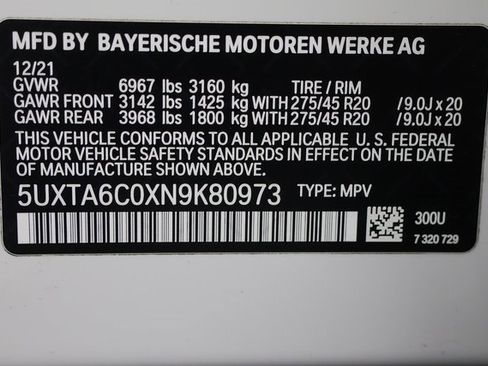 MFD BY BAYERISCHE MOTOREN WERKE AG
12/21
GVWR 6967 lbs 3160 kg TIRE / RIM
GAWR FRONT 3142 lbs 1425 kg WITH 275/45 R20 /9.0J x 20
GAWR REAR 3968 lbs 1800 kg WITH 275/45 R20 /9.0J x 20
THIS VEHICLE CONFORMS TO ALL APPLICABLE U. S. FEDERAL
MOTOR VEHICLE SAFETY STANDARDS IN EFFECT ON THE DATE OF
MANUFACTURE SHOWN ABOVE.
5UXTA6C0XN9K80973 TYPE: MPV
300U
7 320 729